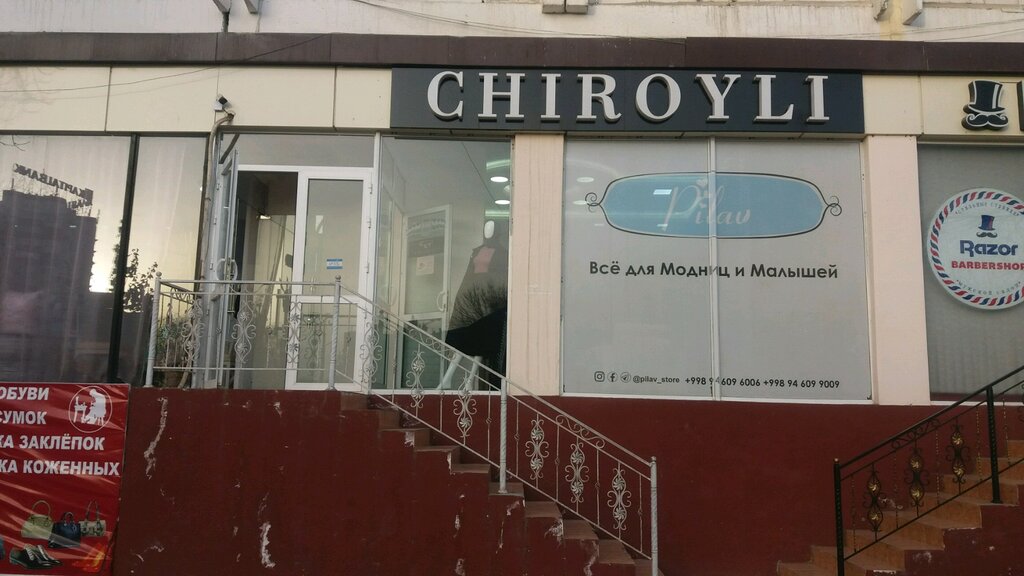 CHIROYLI
Pilav
Всё для Модниц и Малышей
@pilav_store +998 94 609 6006 +998 94 609 9009
Razor
BARBERSHOP
KAPITALBANK
ОБУВИ
СУМОК
КА ЗАКЛЁПОК
КА КОЖЕННЫХ